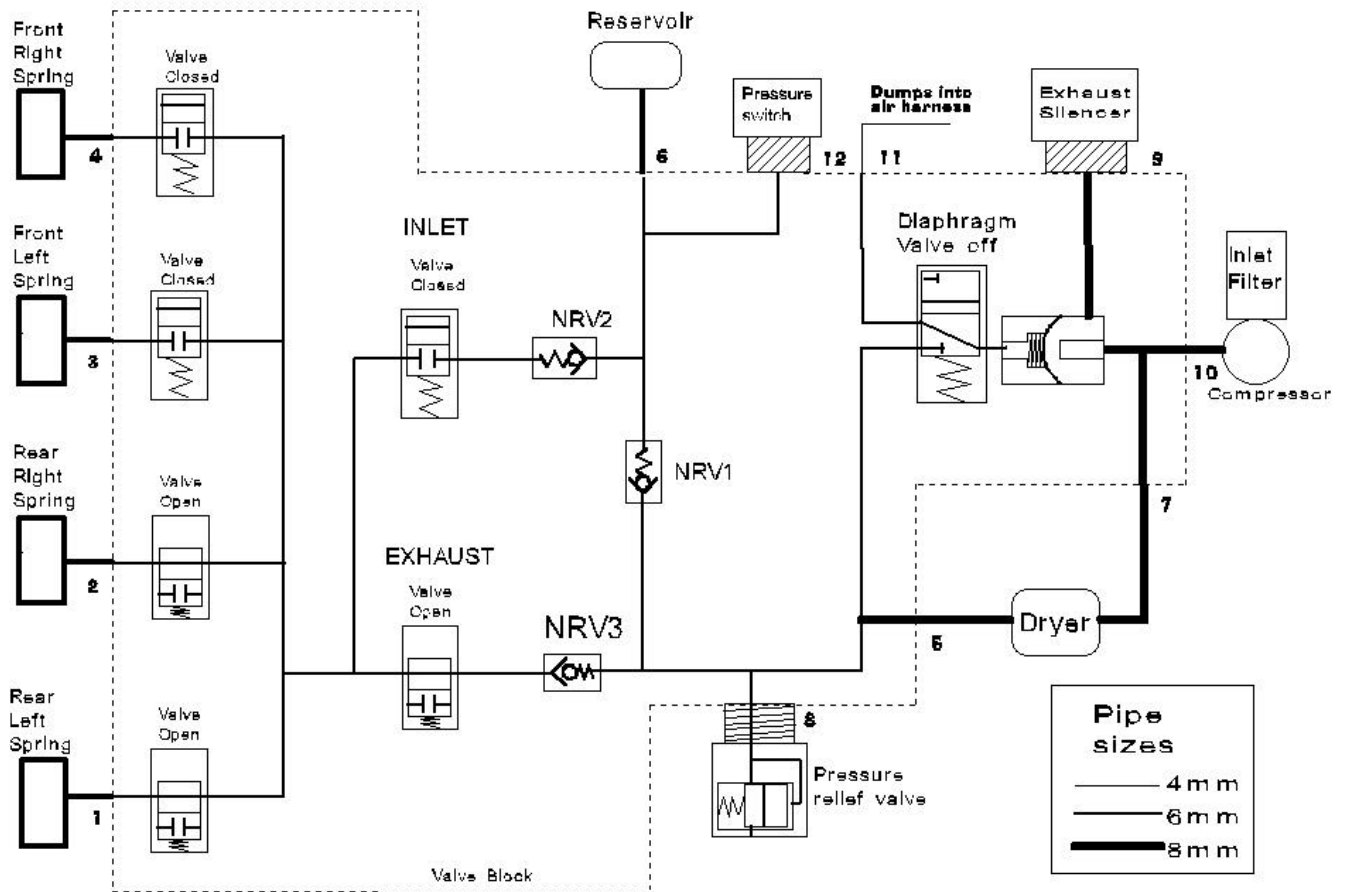 Reservoir
Front
Right
Spring
Valve
Closed
4
Pressure
switch
Dumps into
air harness
Exhaust
Silencer
6
12
11
9
Front
Left
Spring
Valve
Closed
3
INLET
Valve
Closed
NRV2
Diaphragm
Valve off
Inlet
Filter
10
Compressor
NRV1
7
Rear
Right
Spring
Valve
Open
2
EXHAUST
Valve
Open
NRV3
5
Dryer
Rear
Left
Spring
Valve
Open
1
8
Pressure
relief valve
Pipe
sizes
4mm
6mm
8mm
Valve Block